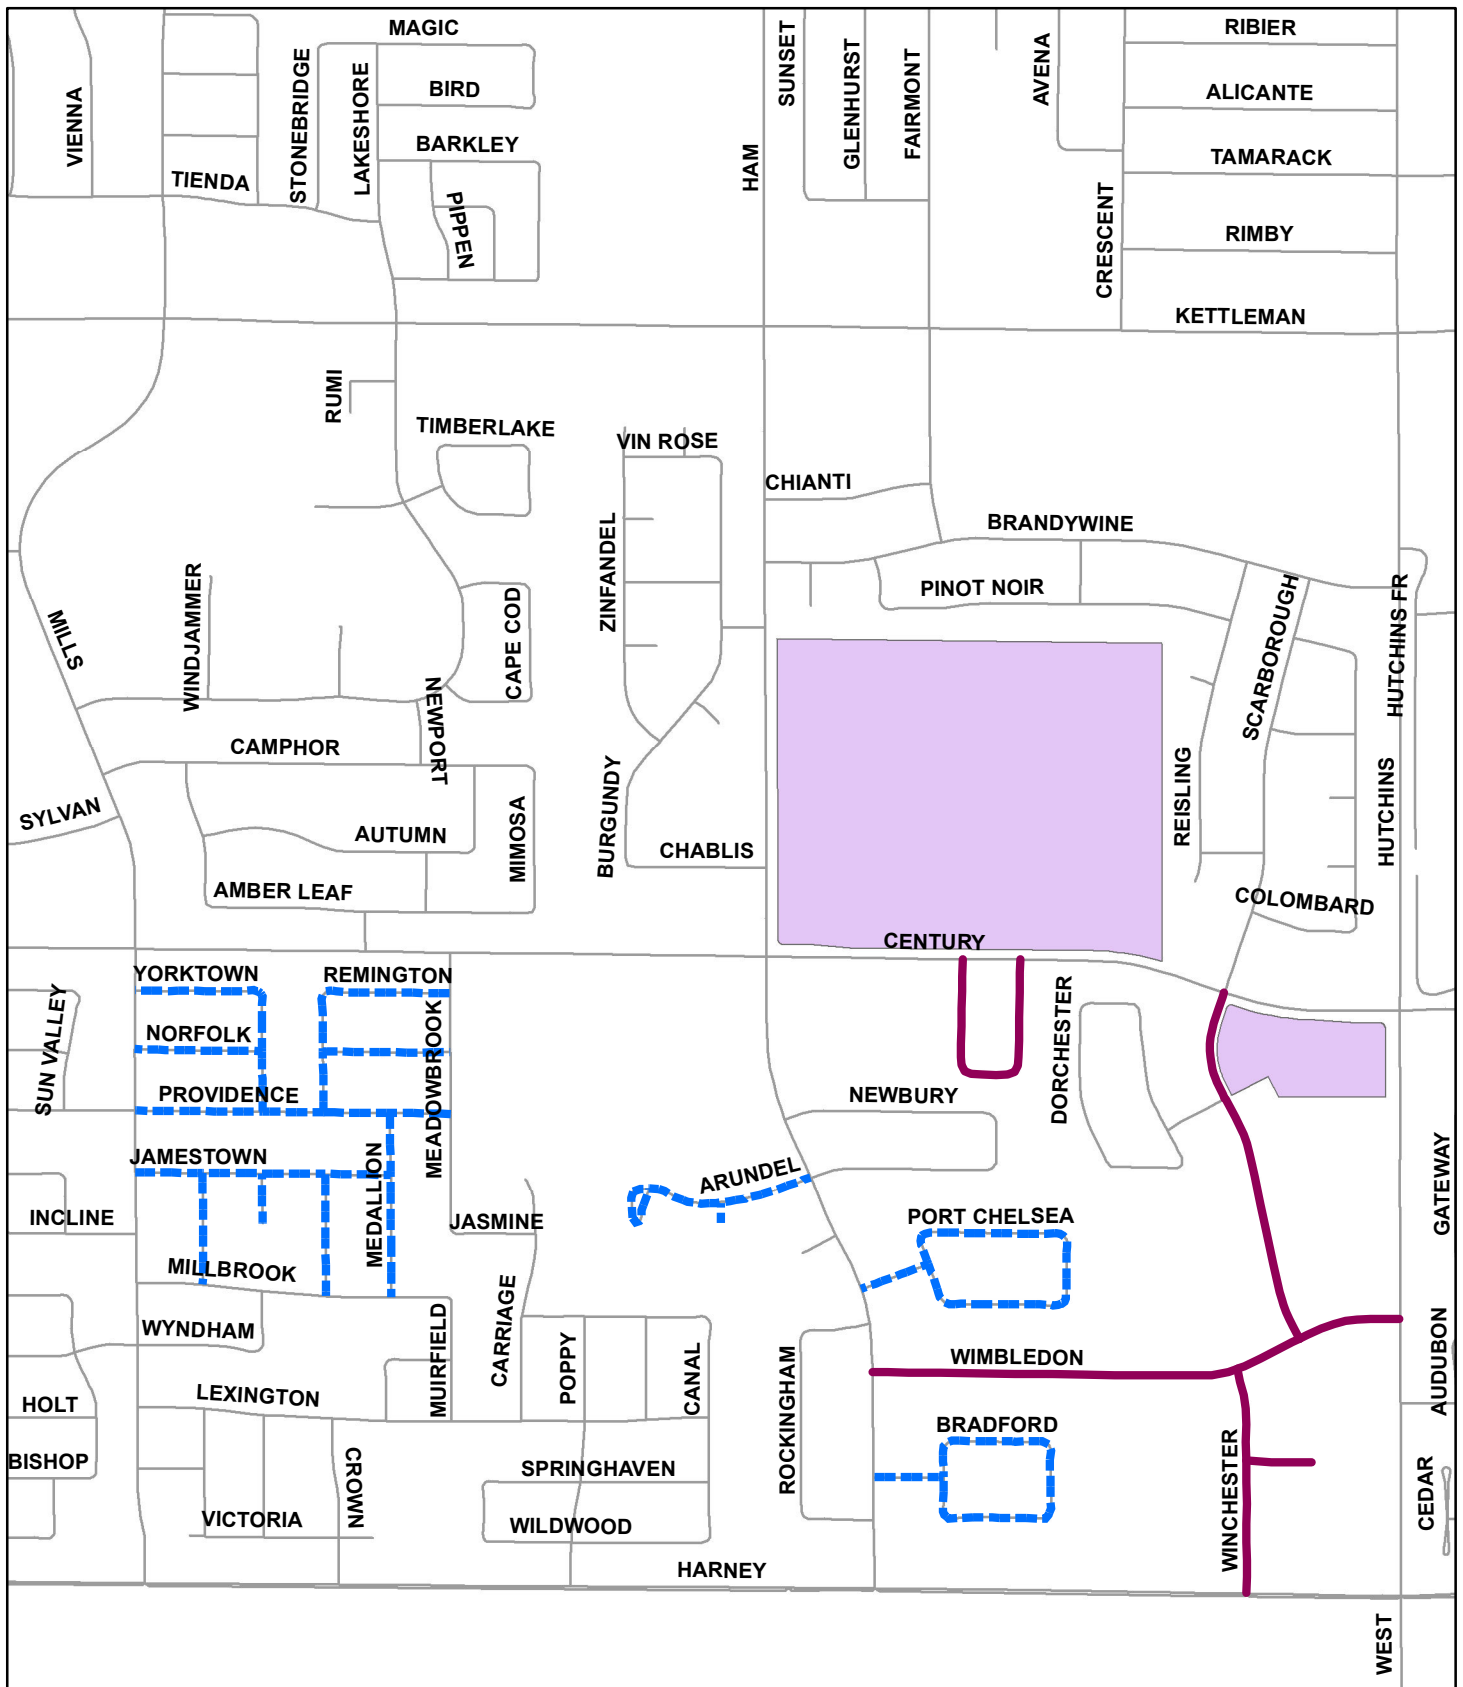 MAGIC
RIBIER
SUNSET
STONEBRIDGE
LAKESHORE
BIRD
GLENHURST
FAIRMONT
AVENA
ALICANTE
VIENNA
BARKLEY
HAM
TAMARACK
TIENDA
PIPPEN
CRESCENT
RIMBY
KETTLEMAN
RUMI
TIMBERLAKE
VIN ROSE
CHIANTI
BRANDYWINE
ZINFANDEL
PINOT NOIR
HUTCHINS FR
MILLS
WINDJAMMER
CAPE COD
SCARBOROUGH
NEWPORT
CAMPHOR
BURGUNDY
REISLING
HUTCHINS
SYLVAN
AUTUMN
MIMOSA
CHABLIS
AMBER LEAF
COLOMBARD
CENTURY
YORKTOWN
REMINGTON
SUN VALLEY
NORFOLK
MEADOWBROOK
DORCHESTER
PROVIDENCE
NEWBURY
JAMESTOWN
MEDALLION
ARUNDEL
GATEWAY
INCLINE
JASMINE
PORT CHELSEA
MILLBROOK
CARRIAGE
WYNDHAM
MUIRFIELD
POPPY
CANAL
ROCKINGHAM
WIMBLEDON
AUDUBON
HOLT
LEXINGTON
BRADFORD
BISHOP
CROWN
SPRINGHAVEN
WINCHESTER
CEDAR
VICTORIA
WILDWOOD
HARNEY
WEST